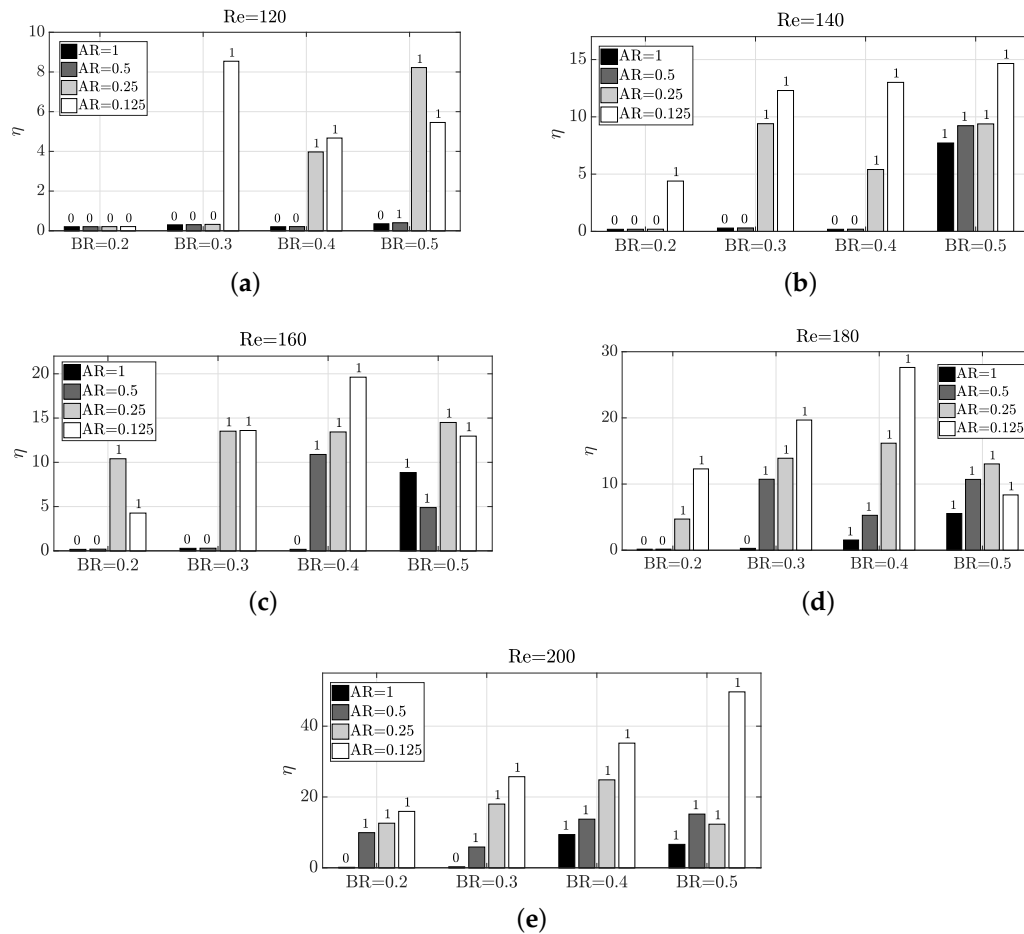 Re=120
10
8
6
4
2
0
η
AR=1
AR=0.5
AR=0.25
AR=0.125
0 0 0 0
0 0 0 1
0 0 1 1
0 1 1 1
BR=0.2 BR=0.3 BR=0.4 BR=0.5
(a)
Re=140
15
10
5
0
η
AR=1
AR=0.5
AR=0.25
AR=0.125
0 0 0 1
0 0 1 1
0 0 1 1
1 1 1 1
BR=0.2 BR=0.3 BR=0.4 BR=0.5
(b)
Re=160
20
15
10
5
0
η
AR=1
AR=0.5
AR=0.25
AR=0.125
0 0 1 1
0 0 1 1
0 1 1 1
1 1 1 1
BR=0.2 BR=0.3 BR=0.4 BR=0.5
(c)
Re=180
30
20
10
0
η
AR=1
AR=0.5
AR=0.25
AR=0.125
0 0 1 1
0 1 1 1
1 1 1 1
1 1 1 1
BR=0.2 BR=0.3 BR=0.4 BR=0.5
(d)
Re=200
40
20
0
η
AR=1
AR=0.5
AR=0.25
AR=0.125
0 1 1 1
0 1 1 1
1 1 1 1
1 1 1 1
BR=0.2 BR=0.3 BR=0.4 BR=0.5
(e)